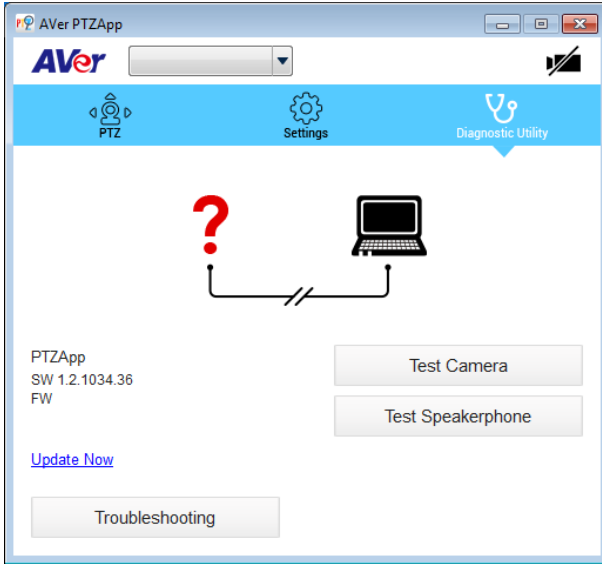 AVer PTZApp
AVer
PTZ
Settings
Diagnostic Utility
?
PTZApp
SW 1.2.1034.36
FW
Test Camera
Test Speakerphone
Update Now
Troubleshooting